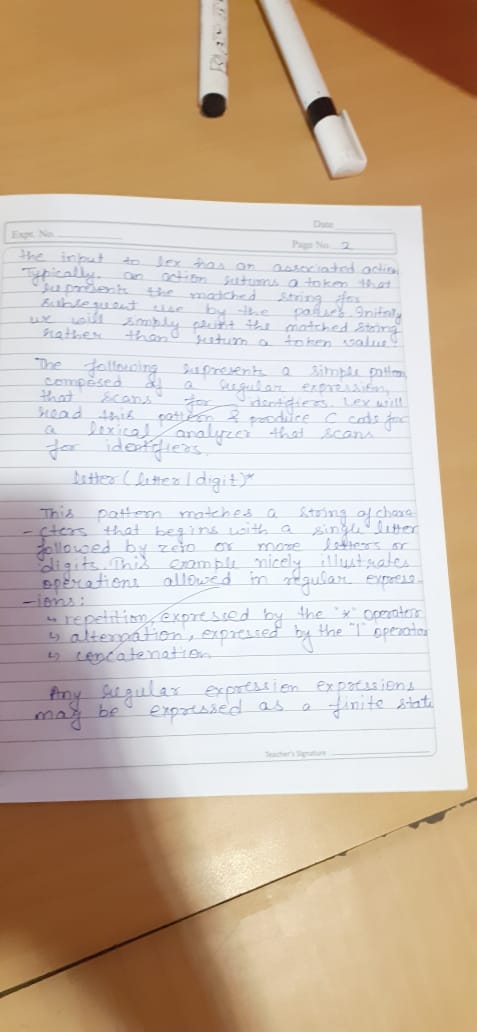 Date
Expt. No.
Page No. 2
the input to lex has an associated action
Typically, an action returns a token that
represents the matched string for
subsequent use by the parser. Initialy
we will simply print the matched string
rather than return a token value
The following represents a simple pattern
composed of a regular expression,
that scans for identifiers. Lex will
read this pattern & produce C code for
a lexical analyzer that scans
for identifiers.
letter (letter | digit)*
This pattern matches a string of chara
-cters that begins with a single letter
followed by zero or more letters or
digits. This example nicely illustrates
operations allowed in regular express-
-ions:
↳ repetition, expressed by the "*" operators
↳ alternation, expressed by the "|" operator
↳ concatenation.
Any regular expression expressions
may be expressed as a finite state
Teacher's Signature